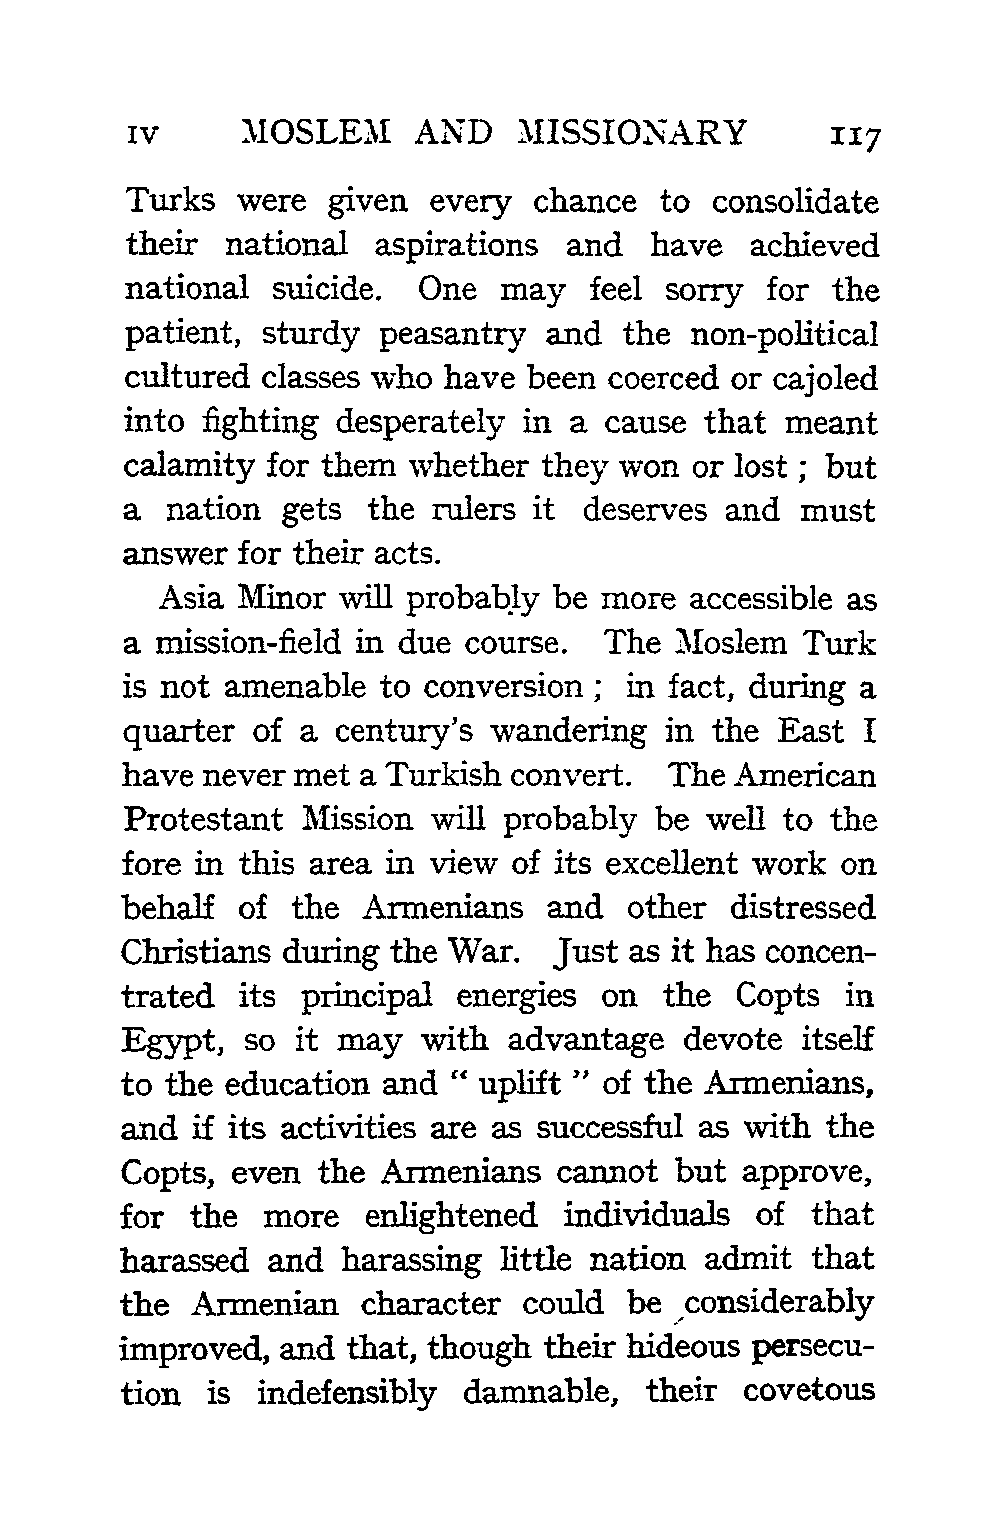 IV MOSLEM AND MISSIONARY 117
Turks were given every chance to consolidate
their national aspirations and have achieved
national suicide. One may feel sorry for the
patient, sturdy peasantry and the non-political
cultured classes who have been coerced or cajoled
into fighting desperately in a cause that meant
calamity for them whether they won or lost ; but
a nation gets the rulers it deserves and must
answer for their acts.
Asia Minor will probably be more accessible as
a mission-field in due course. The Moslem Turk
is not amenable to conversion ; in fact, during a
quarter of a century's wandering in the East I
have never met a Turkish convert. The American
Protestant Mission will probably be well to the
fore in this area in view of its excellent work on
behalf of the Armenians and other distressed
Christians during the War. Just as it has concen-
trated its principal energies on the Copts in
Egypt, so it may with advantage devote itself
to the education and " uplift " of the Armenians,
and if its activities are as successful as with the
Copts, even the Armenians cannot but approve,
for the more enlightened individuals of that
harassed and harassing little nation admit that
the Armenian character could be considerably
improved, and that, though their hideous persecu-
tion is indefensibly damnable, their covetous